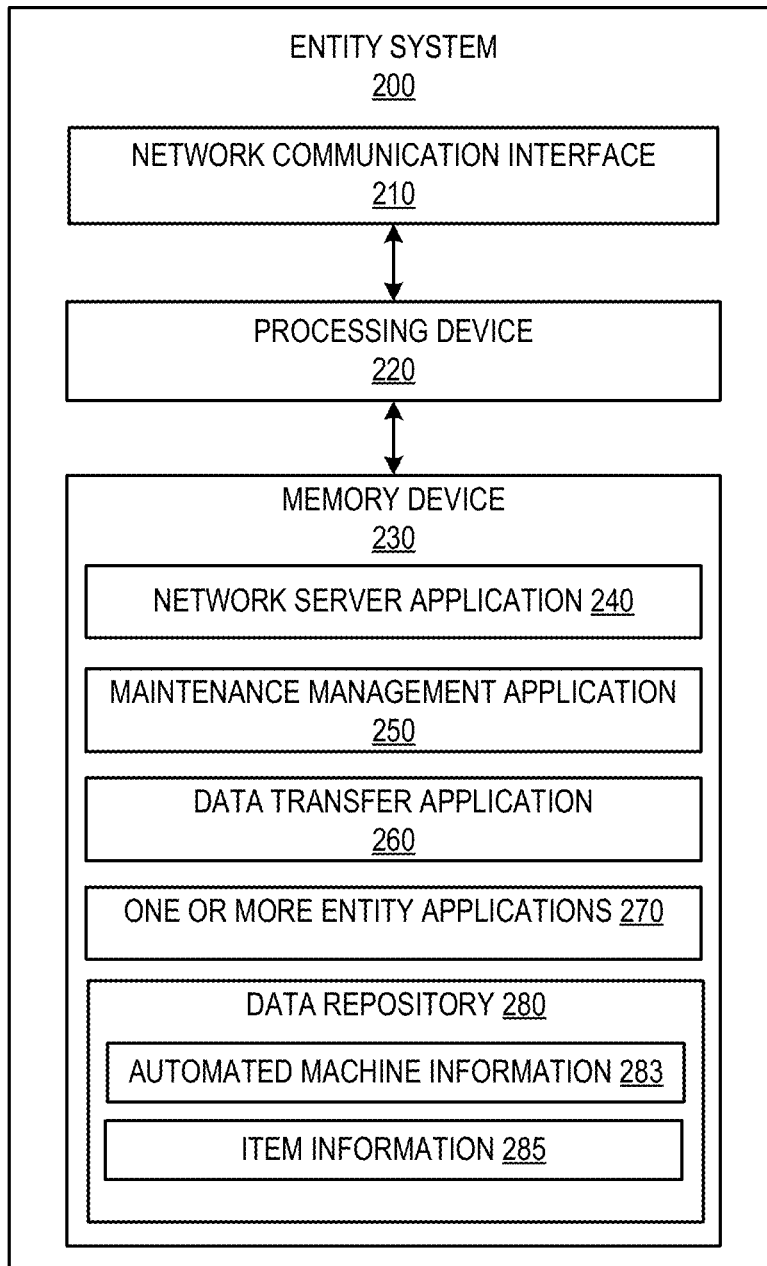 ENTITY SYSTEM
200
NETWORK COMMUNICATION INTERFACE
210
PROCESSING DEVICE
220
MEMORY DEVICE
230
NETWORK SERVER APPLICATION 240
MAINTENANCE MANAGEMENT APPLICATION
250
DATA TRANSFER APPLICATION
260
ONE OR MORE ENTITY APPLICATIONS 270
DATA REPOSITORY 280
AUTOMATED MACHINE INFORMATION 283
ITEM INFORMATION 285